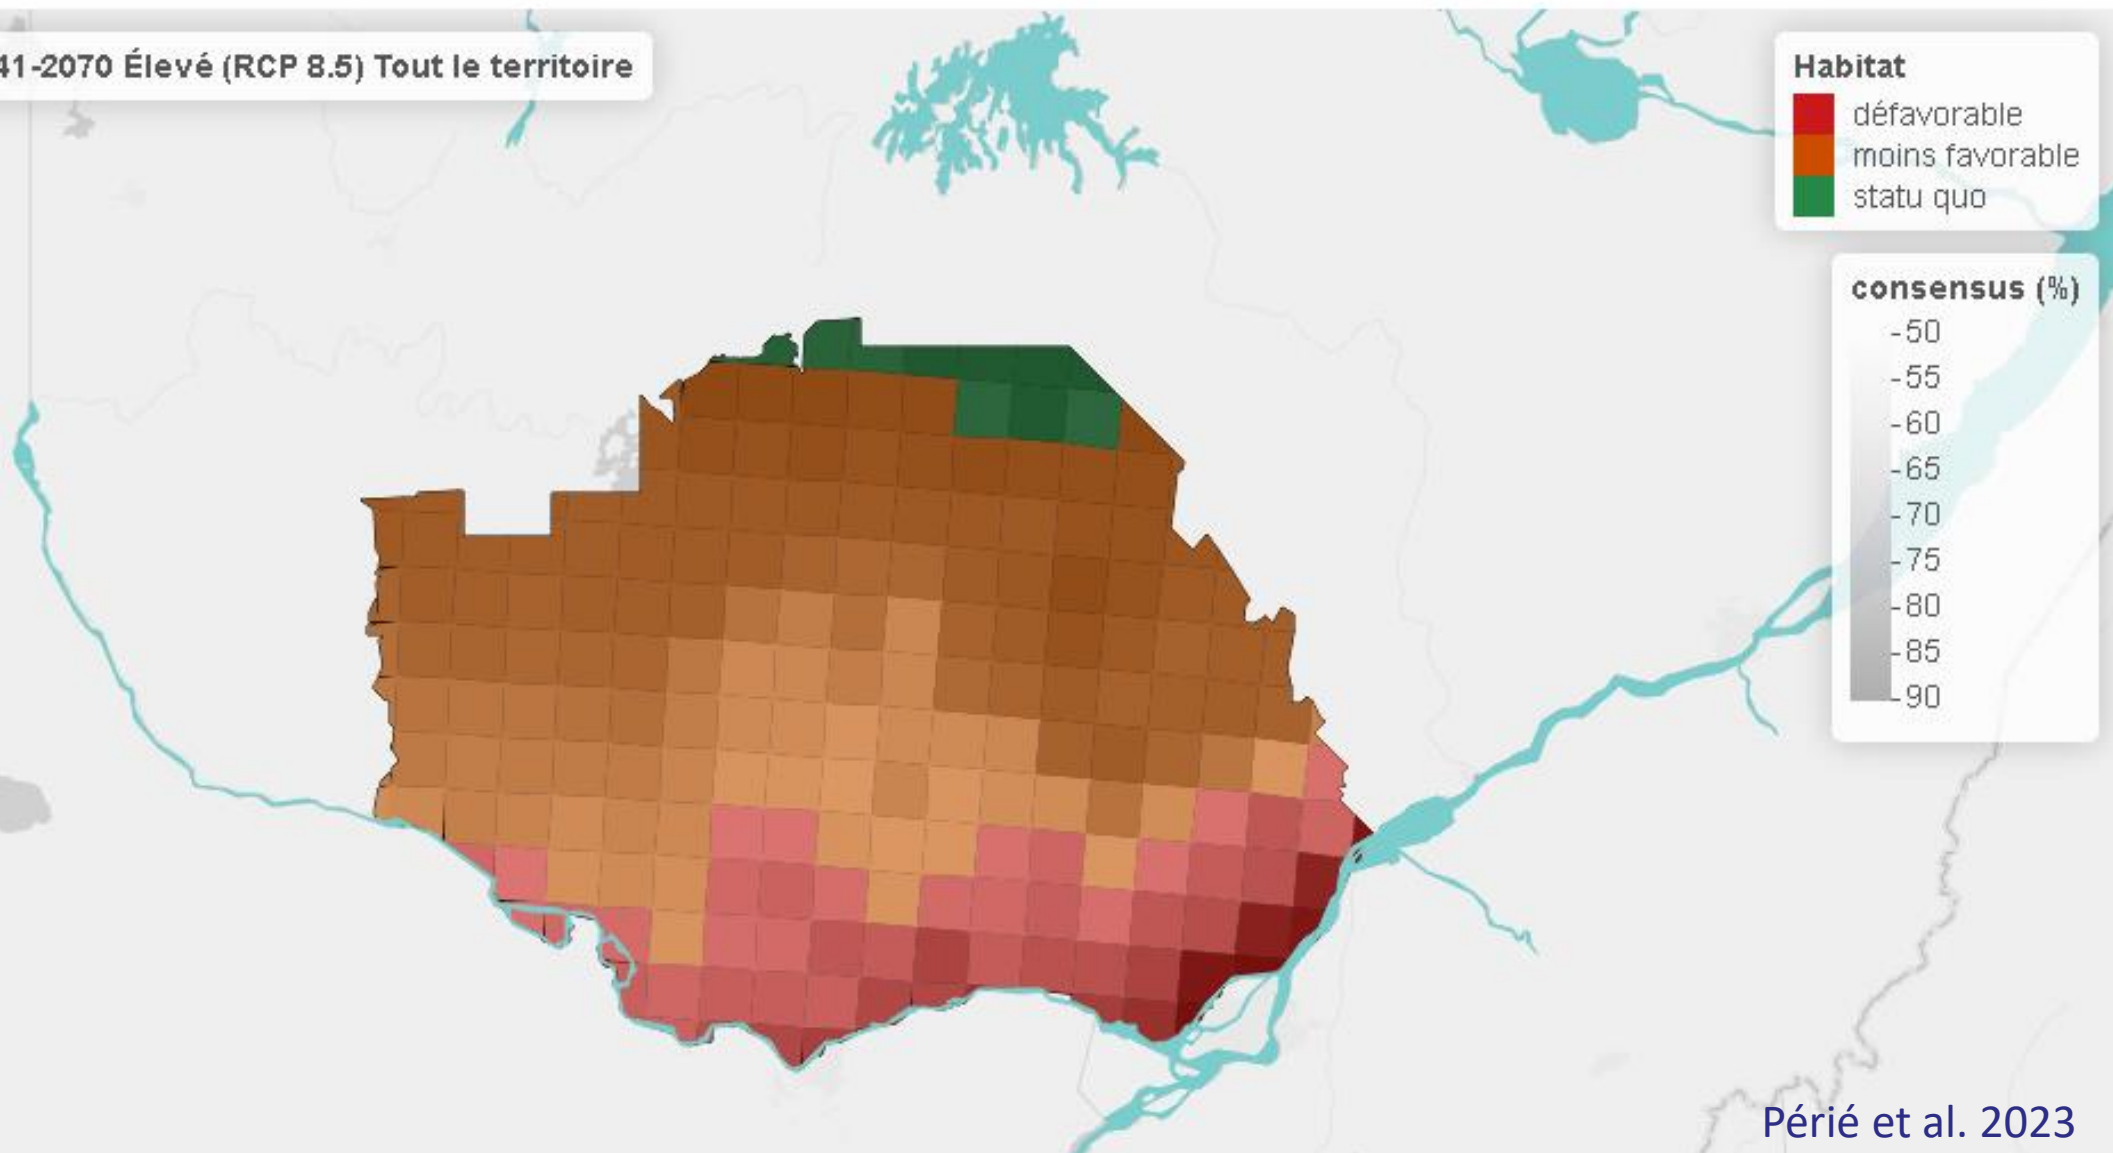 41-2070 Élevé (RCP 8.5) Tout le territoire
Habitat
défavorable
moins favorable
statu quo
consensus (%)
-50
-55
-60
-65
-70
-75
-80
-85
-90
Périé et al. 2023